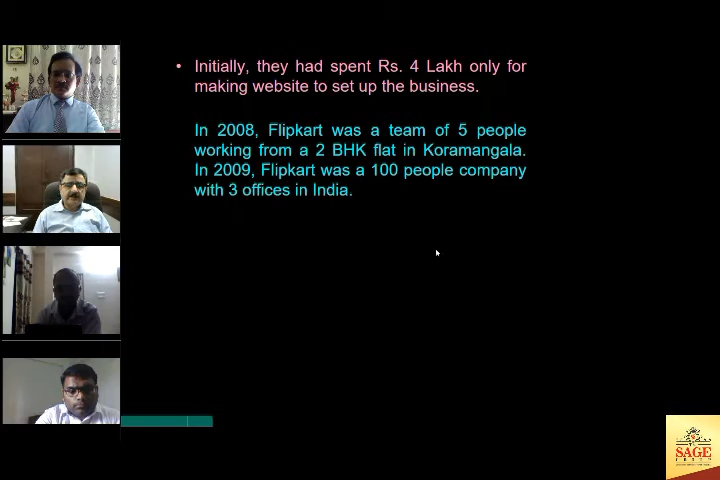 • Initially, they had spent Rs. 4 Lakh only for
making website to set up the business.
In 2008, Flipkart was a team of 5 people
working from a 2 BHK flat in Koramangala.
In 2009, Flipkart was a 100 people company
with 3 offices in India.
SAGE